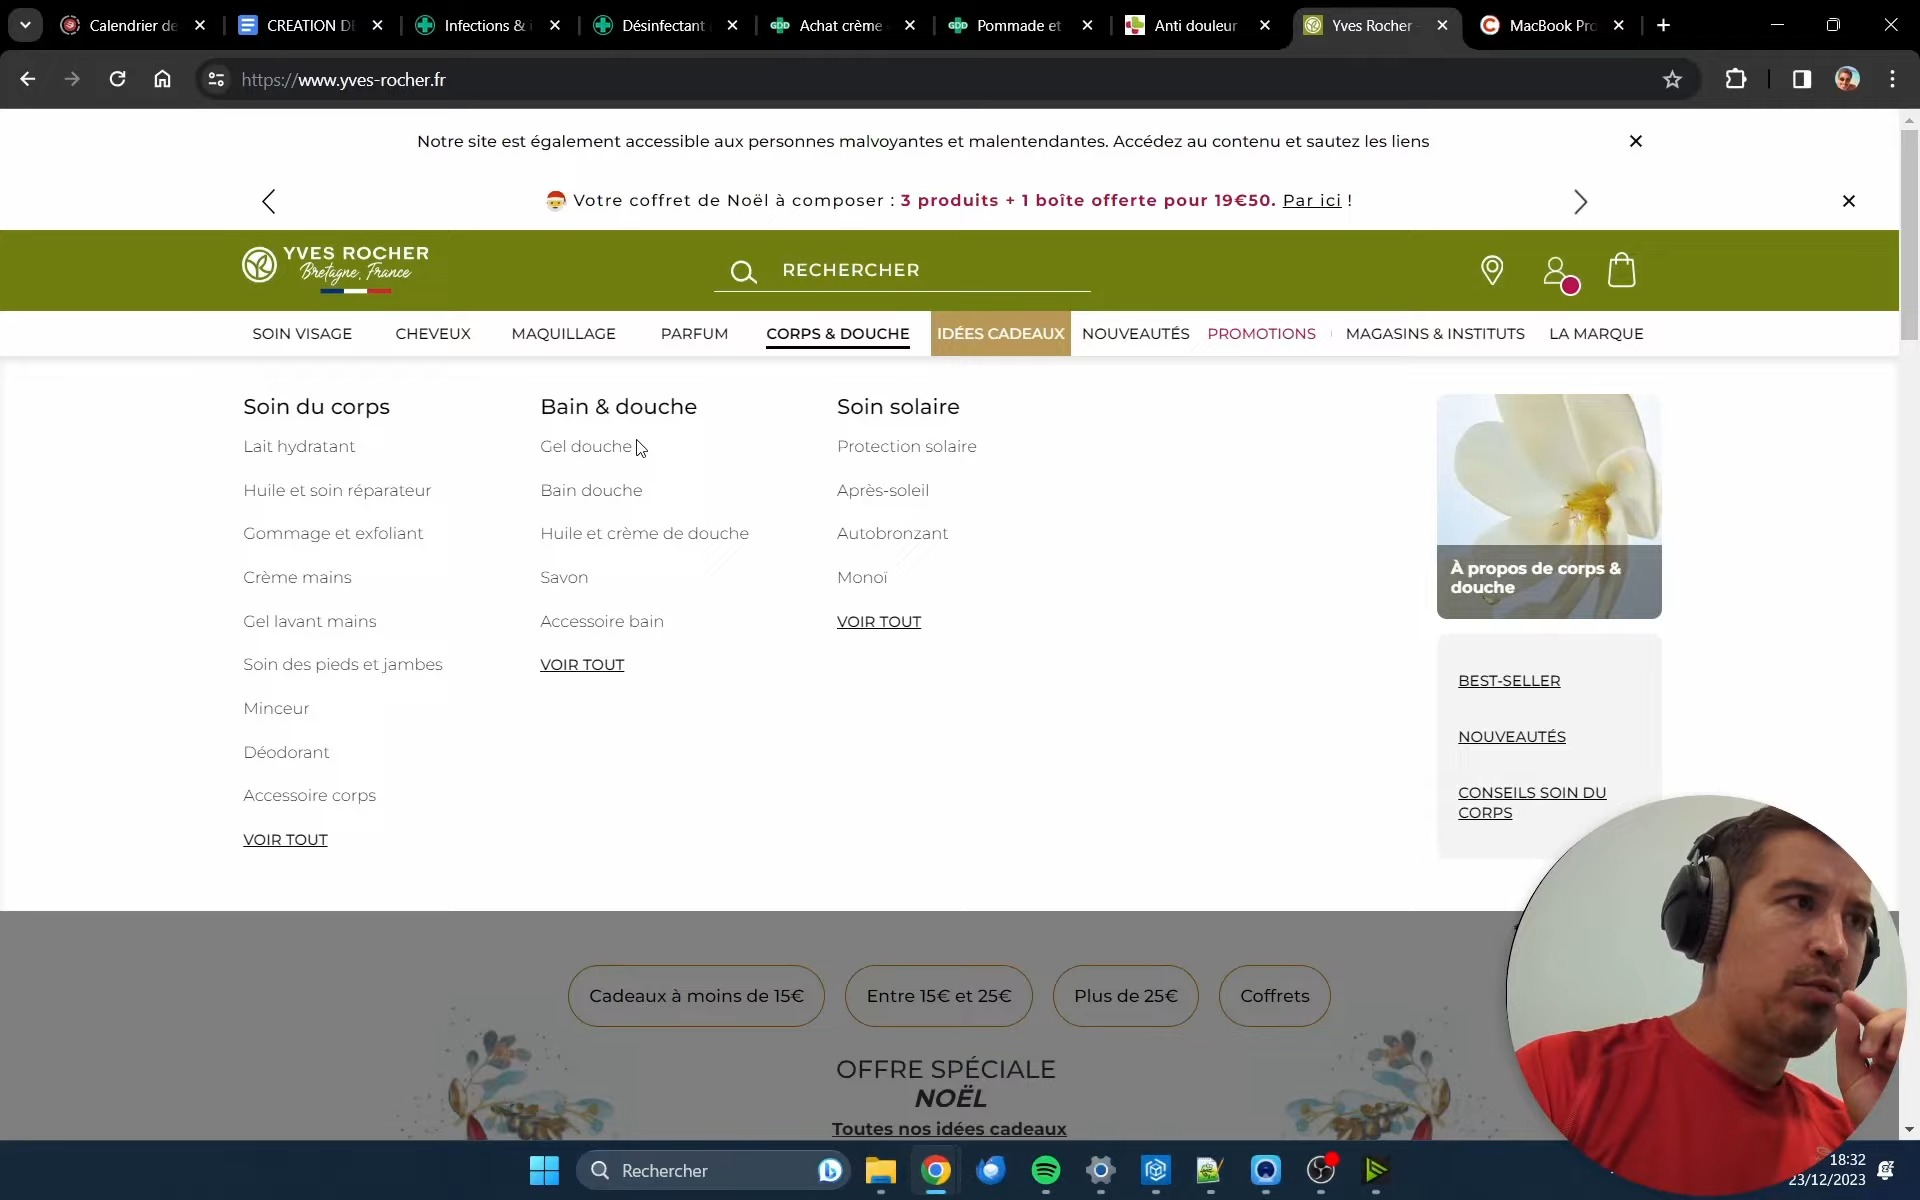 Calendrier de
CREATION DE
Infections &
Désinfectant
Achat crème
Pommade et
Anti douleur
Yves Rocher
MacBook Pro
https://www.yves-rocher.fr
Notre site est également accessible aux personnes malvoyantes et malentendantes. Accédez au contenu et sautez les liens
Votre coffret de Noël à composer : 3 produits + 1 boîte offerte pour 19€50. Par ici !
YVES ROCHER
Bretagne, France
RECHERCHER
SOIN VISAGE
CHEVEUX
MAQUILLAGE
PARFUM
CORPS & DOUCHE
IDÉES CADEAUX
NOUVEAUTÉS
PROMOTIONS
MAGASINS & INSTITUTS
LA MARQUE
Soin du corps
Lait hydratant
Huile et soin réparateur
Gommage et exfoliant
Crème mains
Gel lavant mains
Soin des pieds et jambes
Minceur
Déodorant
Accessoire corps
VOIR TOUT
Bain & douche
Gel douche
Bain douche
Huile et crème de douche
Savon
Accessoire bain
VOIR TOUT
Soin solaire
Protection solaire
Après-soleil
Autobronzant
Monoï
VOIR TOUT
À propos de corps &
douche
BEST-SELLER
NOUVEAUTÉS
CONSEILS SOIN DU
CORPS
Cadeaux à moins de 15€
Entre 15€ et 25€
Plus de 25€
Coffrets
OFFRE SPÉCIALE
NOËL
Toutes nos idées cadeaux
Rechercher
18:32
23/12/2023